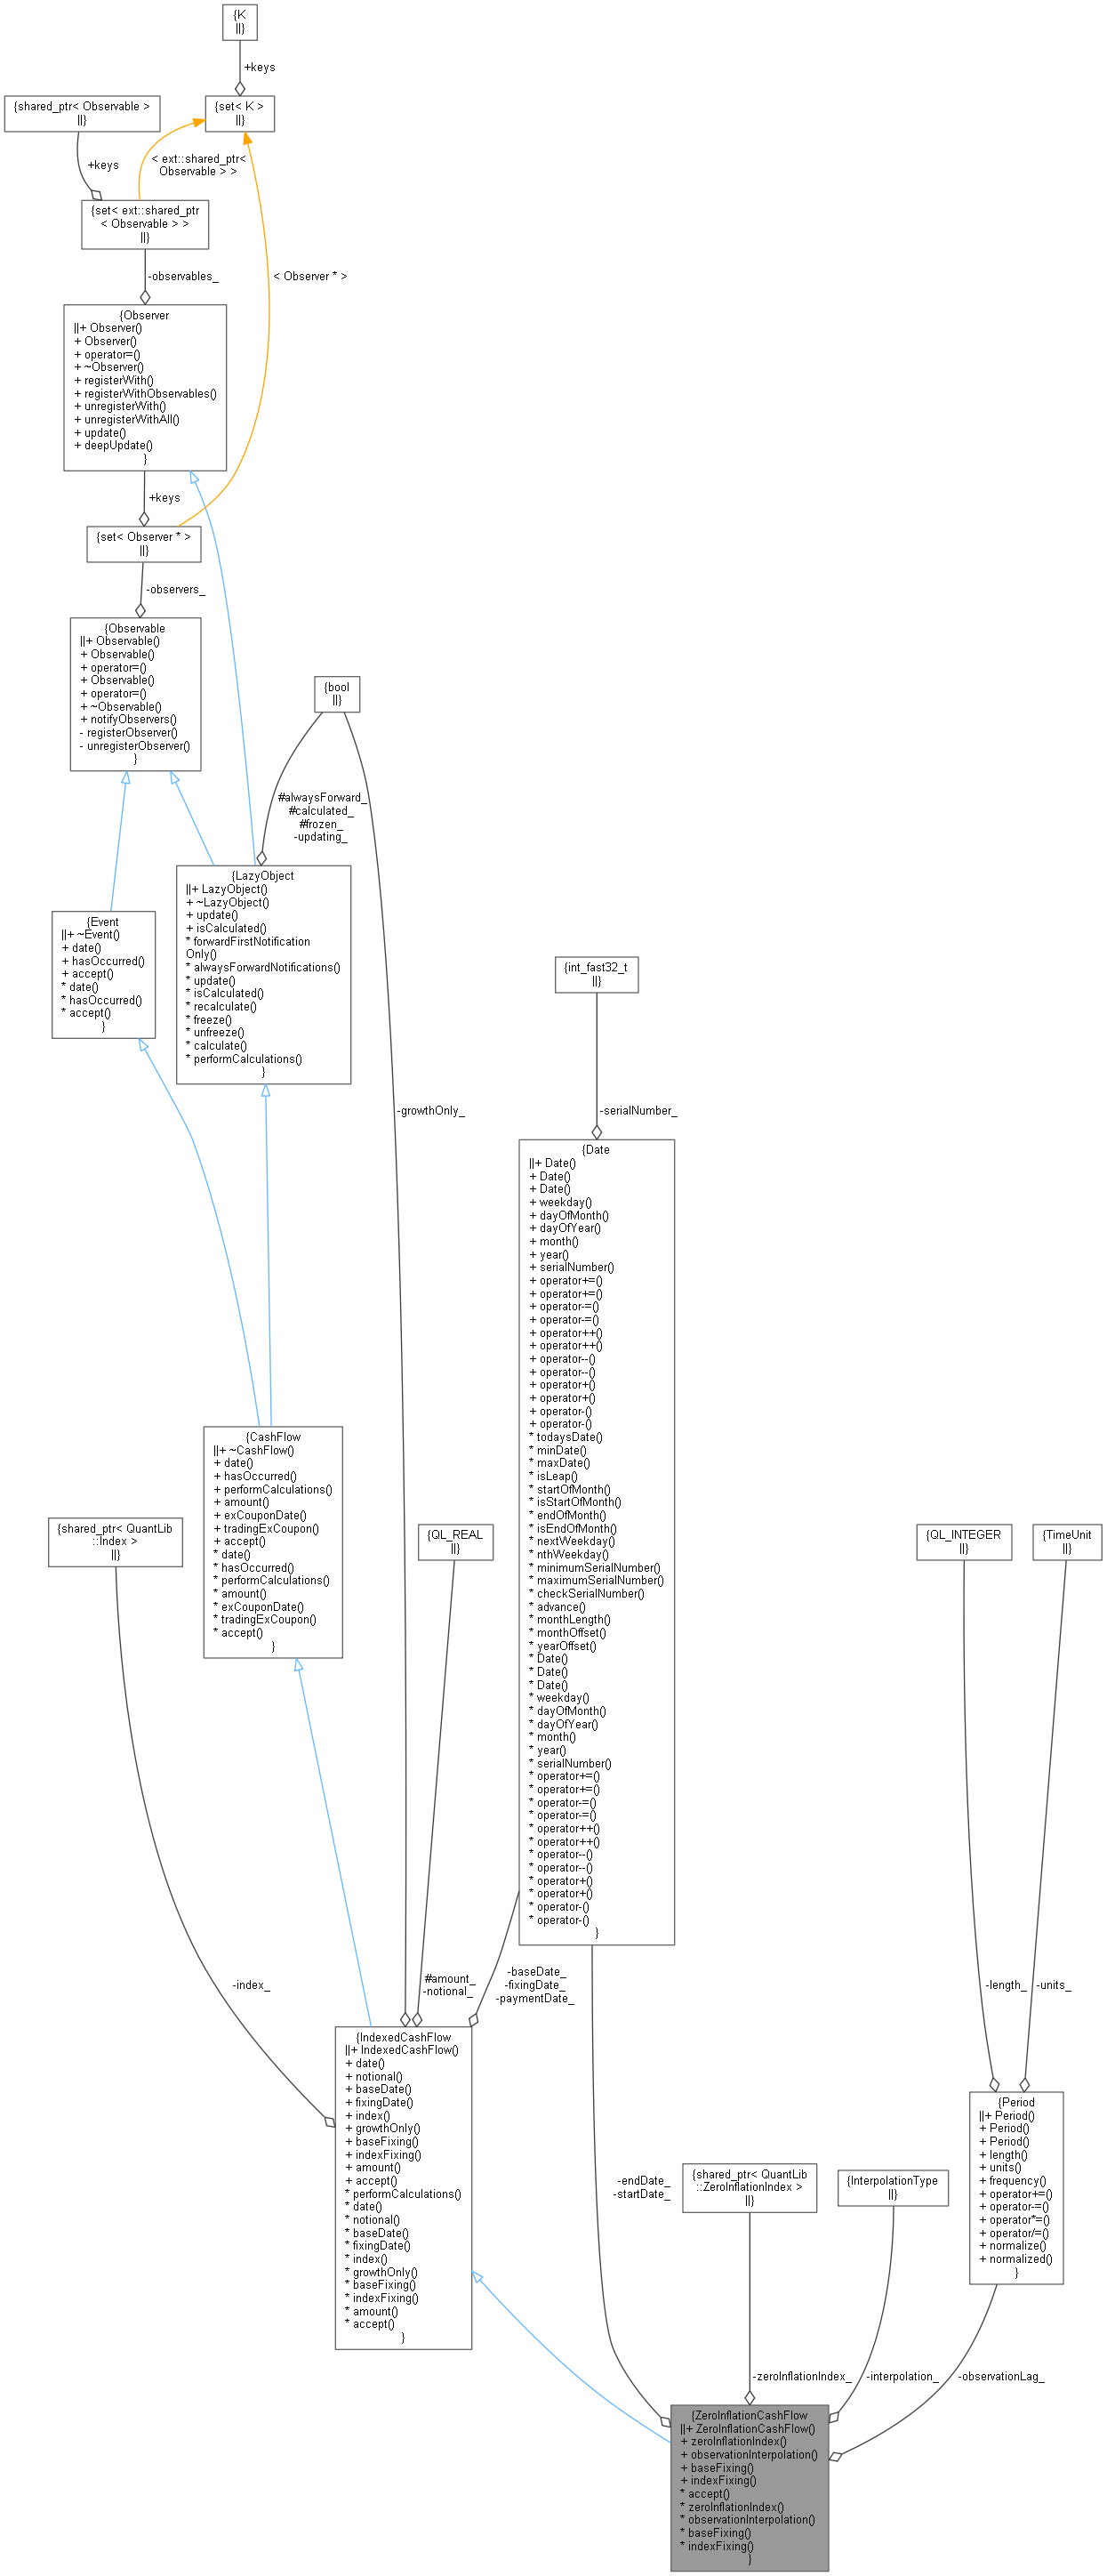 {K
||}
+keys
{shared_ptr< Observable >
||}
{set< K >
||}
+keys
< ext::shared_ptr<
Observable > >
{set< ext::shared_ptr
< Observable > >
||}
-observables_
< Observer * >
{Observer
||+ Observer()
+ Observer()
+ operator=()
+ ~Observer()
+ registerWith()
+ registerWithObservables()
+ unregisterWith()
+ unregisterWithAll()
+ update()
+ deepUpdate()
}
+keys
{set< Observer * >
||}
-observers_
{Observable
||+ Observable()
+ Observable()
+ operator=()
+ Observable()
+ operator=()
+ ~Observable()
+ notifyObservers()
- registerObserver()
- unregisterObserver()
}
{bool
||}
#alwaysForward_
#calculated_
#frozen_
-updating_
{LazyObject
||+ LazyObject()
+ ~LazyObject()
+ update()
+ isCalculated()
* forwardFirstNotification
Only()
* alwaysForwardNotifications()
* update()
* isCalculated()
* recalculate()
* freeze()
* unfreeze()
* calculate()
* performCalculations()
}
{Event
||+ ~Event()
+ date()
+ hasOccurred()
+ accept()
* date()
* hasOccurred()
* accept()
}
{int_fast32_t
||}
-growthOnly_
-serialNumber_
{Date
||+ Date()
+ Date()
+ Date()
+ weekday()
+ dayOfMonth()
+ dayOfYear()
+ month()
+ year()
+ serialNumber()
+ operator+=()
+ operator+=()
+ operator-=()
+ operator-=()
+ operator++()
+ operator++()
+ operator--()
+ operator--()
+ operator+()
+ operator+()
+ operator-()
+ operator-()
* todaysDate()
* minDate()
* maxDate()
* isLeap()
* startOfMonth()
* isStartOfMonth()
* endOfMonth()
* isEndOfMonth()
* nextWeekday()
* nthWeekday()
* minimumSerialNumber()
* maximumSerialNumber()
* checkSerialNumber()
* advance()
* monthLength()
* monthOffset()
* yearOffset()
* Date()
* Date()
* Date()
* weekday()
* dayOfMonth()
* dayOfYear()
* month()
* year()
* serialNumber()
* operator+=()
* operator+=()
* operator-=()
* operator-=()
* operator++()
* operator++()
* operator--()
* operator--()
* operator+()
* operator+()
* operator-()
* operator-()
}
{CashFlow
||+ ~CashFlow()
+ date()
+ hasOccurred()
+ performCalculations()
+ amount()
+ exCouponDate()
+ tradingExCoupon()
+ accept()
* date()
* hasOccurred()
* performCalculations()
* amount()
* exCouponDate()
* tradingExCoupon()
* accept()
}
{shared_ptr< QuantLib
::Index >
||}
{QL_REAL
||}
{QL_INTEGER
||}
{TimeUnit
||}
-index_
#amount_
-notional_
-baseDate_
-fixingDate_
-paymentDate_
-length_
-units_
{IndexedCashFlow
||+ IndexedCashFlow()
+ date()
+ notional()
+ baseDate()
+ fixingDate()
+ index()
+ growthOnly()
+ baseFixing()
+ indexFixing()
+ amount()
+ accept()
* performCalculations()
* date()
* notional()
* baseDate()
* fixingDate()
* index()
* growthOnly()
* baseFixing()
* indexFixing()
* amount()
* accept()
}
{Period
||+ Period()
+ Period()
+ Period()
+ length()
+ units()
+ frequency()
+ operator+=()
+ operator-=()
+ operator*=()
+ operator/=()
+ normalize()
+ normalized()
}
-endDate_
-startDate_
{shared_ptr< QuantLib
::ZeroInflationIndex >
||}
{InterpolationType
||}
-zeroInflationIndex_
-interpolation_
-observationLag_
{ZeroInflationCashFlow
||+ ZeroInflationCashFlow()
+ zeroInflationIndex()
+ observationInterpolation()
+ baseFixing()
+ indexFixing()
* accept()
* zeroInflationIndex()
* observationInterpolation()
* baseFixing()
* indexFixing()
}